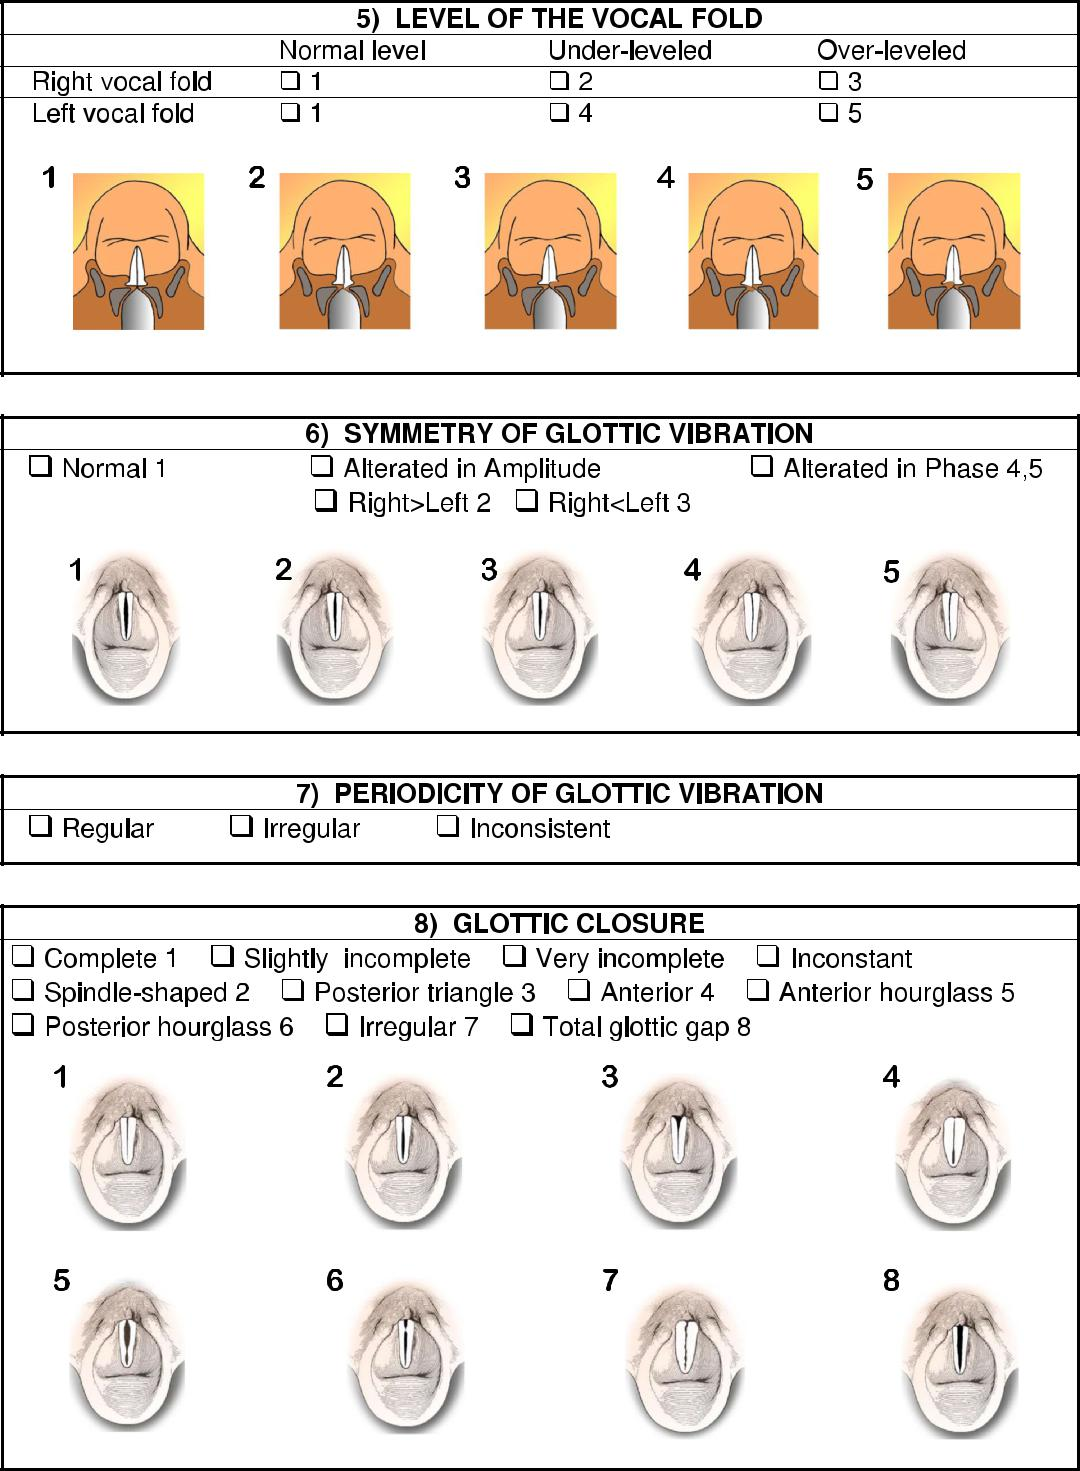 5) LEVEL OF THE VOCAL FOLD
Normal level Under-leveled Over-leveled
Right vocal fold ❏ 1 ❏ 2 ❏ 3
Left vocal fold ❏ 1 ❏ 4 ❏ 5
1 2 3 4 5
6) SYMMETRY OF GLOTTIC VIBRATION
❏ Normal 1 ❏ Alterated in Amplitude ❏ Alterated in Phase 4,5
❏ Right>Left 2 ❏ Right<Left 3
1 2 3 4 5
7) PERIODICITY OF GLOTTIC VIBRATION
❏ Regular ❏ Irregular ❏ Inconsistent
8) GLOTTIC CLOSURE
❏ Complete 1 ❏ Slightly incomplete ❏ Very incomplete ❏ Inconstant
❏ Spindle-shaped 2 ❏ Posterior triangle 3 ❏ Anterior 4 ❏ Anterior hourglass 5
❏ Posterior hourglass 6 ❏ Irregular 7 ❏ Total glottic gap 8
1 2 3 4
5 6 7 8